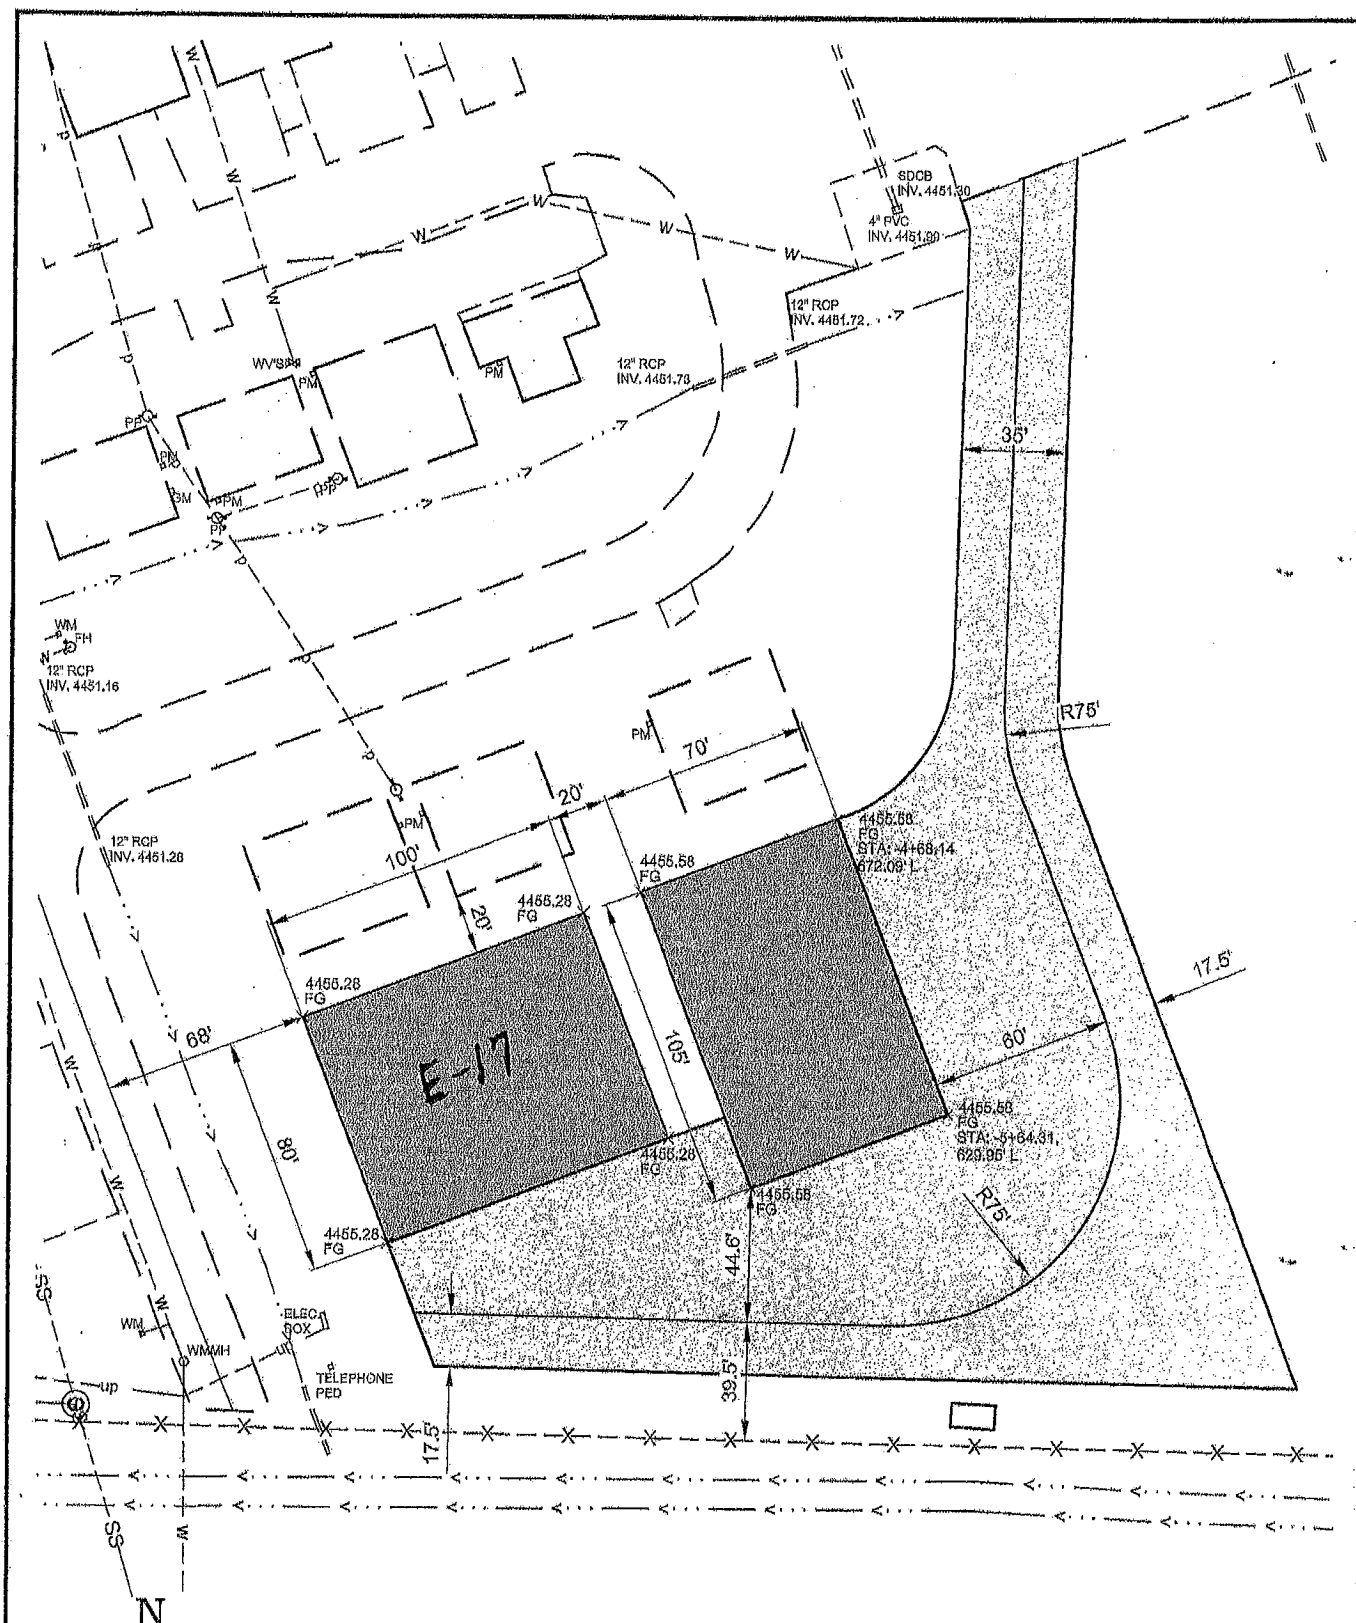 SDCB
INV. 4451.30
4" PVC
INV. 4451.90
12" RCP
INV. 4451.72
12" RCP
INV. 4451.73
PM
PM
PP
PM
GM
PM
PP
35'
WM
FH
12" RCP
INV. 4451.16
R75'
PM
70'
20'
PM
100'
12" RCP
INV. 4451.26
4455.58
FG
STA: -4+68.14
672.09' L
4455.58
FG
4455.28
FG
20'
4455.28
FG
17.5'
68'
E-17
105'
60'
80'
4455.58
FG
STA: -5+64.31
629.95' L
4455.28
FG
4455.58
FG
R75'
4455.28
FG
44.6'
SS
ELEC.
BOX
WM
WMMH
TELEPHONE
PED
39.5'
17.5'
SS
N